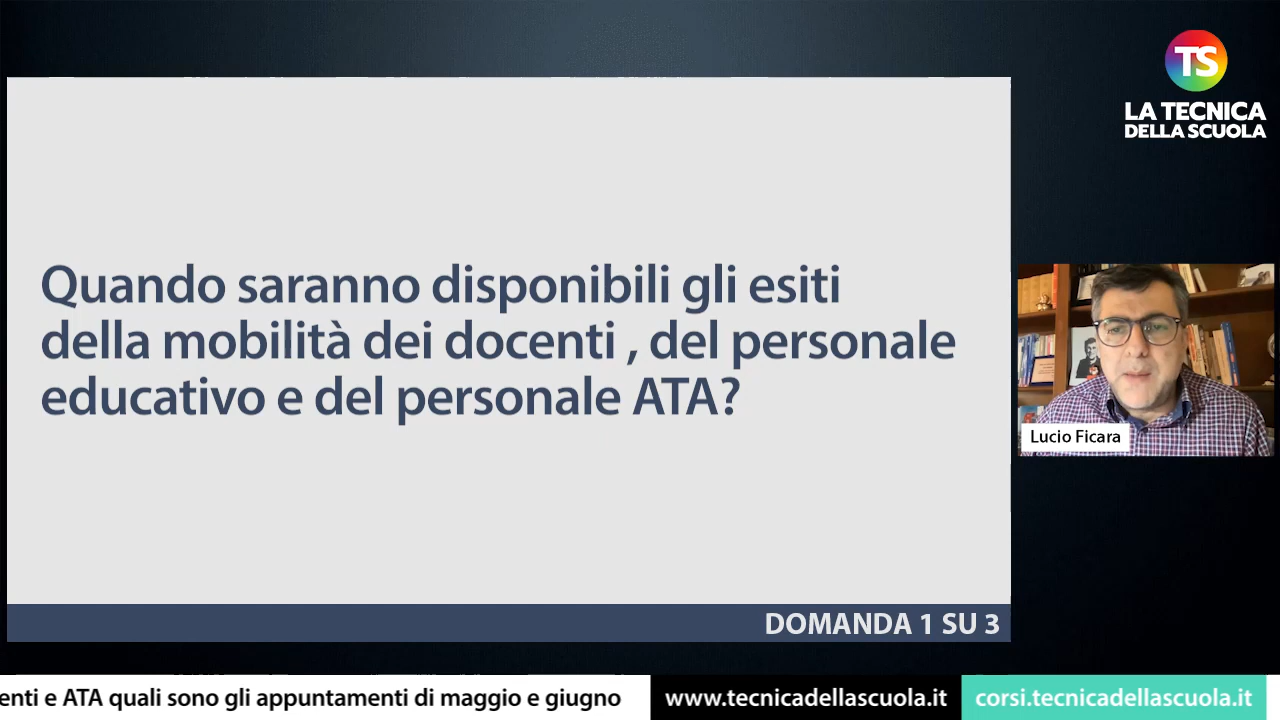 TS
LA TECNICA
DELLA SCUOLA
Quando saranno disponibili gli esiti
della mobilità dei docenti , del personale
educativo e del personale ATA?
Lucio Ficara
DOMANDA 1 SU 3
enti e ATA quali sono gli appuntamenti di maggio e giugno
www.tecnicadellascuola.it
corsi.tecnicadellascuola.it